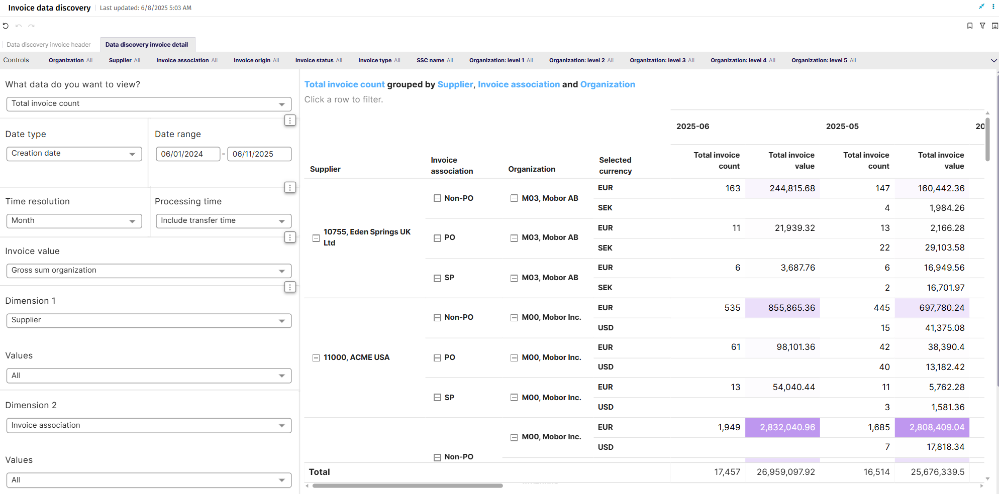 Invoice data discovery Last updated: 6/8/2025 5:03 AM
Data discovery invoice header Data discovery invoice detail
Controls Organization All Supplier All Invoice association All Invoice origin All Invoice status All Invoice type All SSC name All Organization: level 1 All Organization: level 2 All Organization: level 3 All Organization: level 4 All Organization: level 5 All
What data do you want to view?
Total invoice count
Date type
Creation date
Date range
06/01/2024 - 06/11/2025
Time resolution
Month
Processing time
Include transfer time
Invoice value
Gross sum organization
Dimension 1
Supplier
Values
All
Dimension 2
Invoice association
Values
All
Total invoice count grouped by Supplier, Invoice association and Organization
Click a row to filter.
2025-06 2025-05 20
Supplier Invoice association Organization Selected currency Total invoice count Total invoice value Total invoice count Total invoice value
10755, Eden Springs UK Ltd
Non-PO M03, Mobor AB EUR 163 244,815.68 147 160,442.36
SEK 4 1,984.26
PO M03, Mobor AB EUR 11 21,939.32 13 2,166.28
SEK 22 29,103.58
SP M03, Mobor AB EUR 6 3,687.76 6 16,949.56
SEK 2 16,701.97
11000, ACME USA
Non-PO M00, Mobor Inc. EUR 535 855,865.36 445 697,780.24
USD 15 41,375.08
PO M00, Mobor Inc. EUR 61 98,101.36 42 38,390.4
USD 40 13,182.42
SP M00, Mobor Inc. EUR 13 54,040.44 11 5,762.28
USD 3 1,581.36
Non-PO M00, Mobor Inc. EUR 1,949 2,832,040.96 1,685 2,808,409.04
USD 7 17,818.34
Total 17,457 26,959,097.92 16,514 25,676,339.5